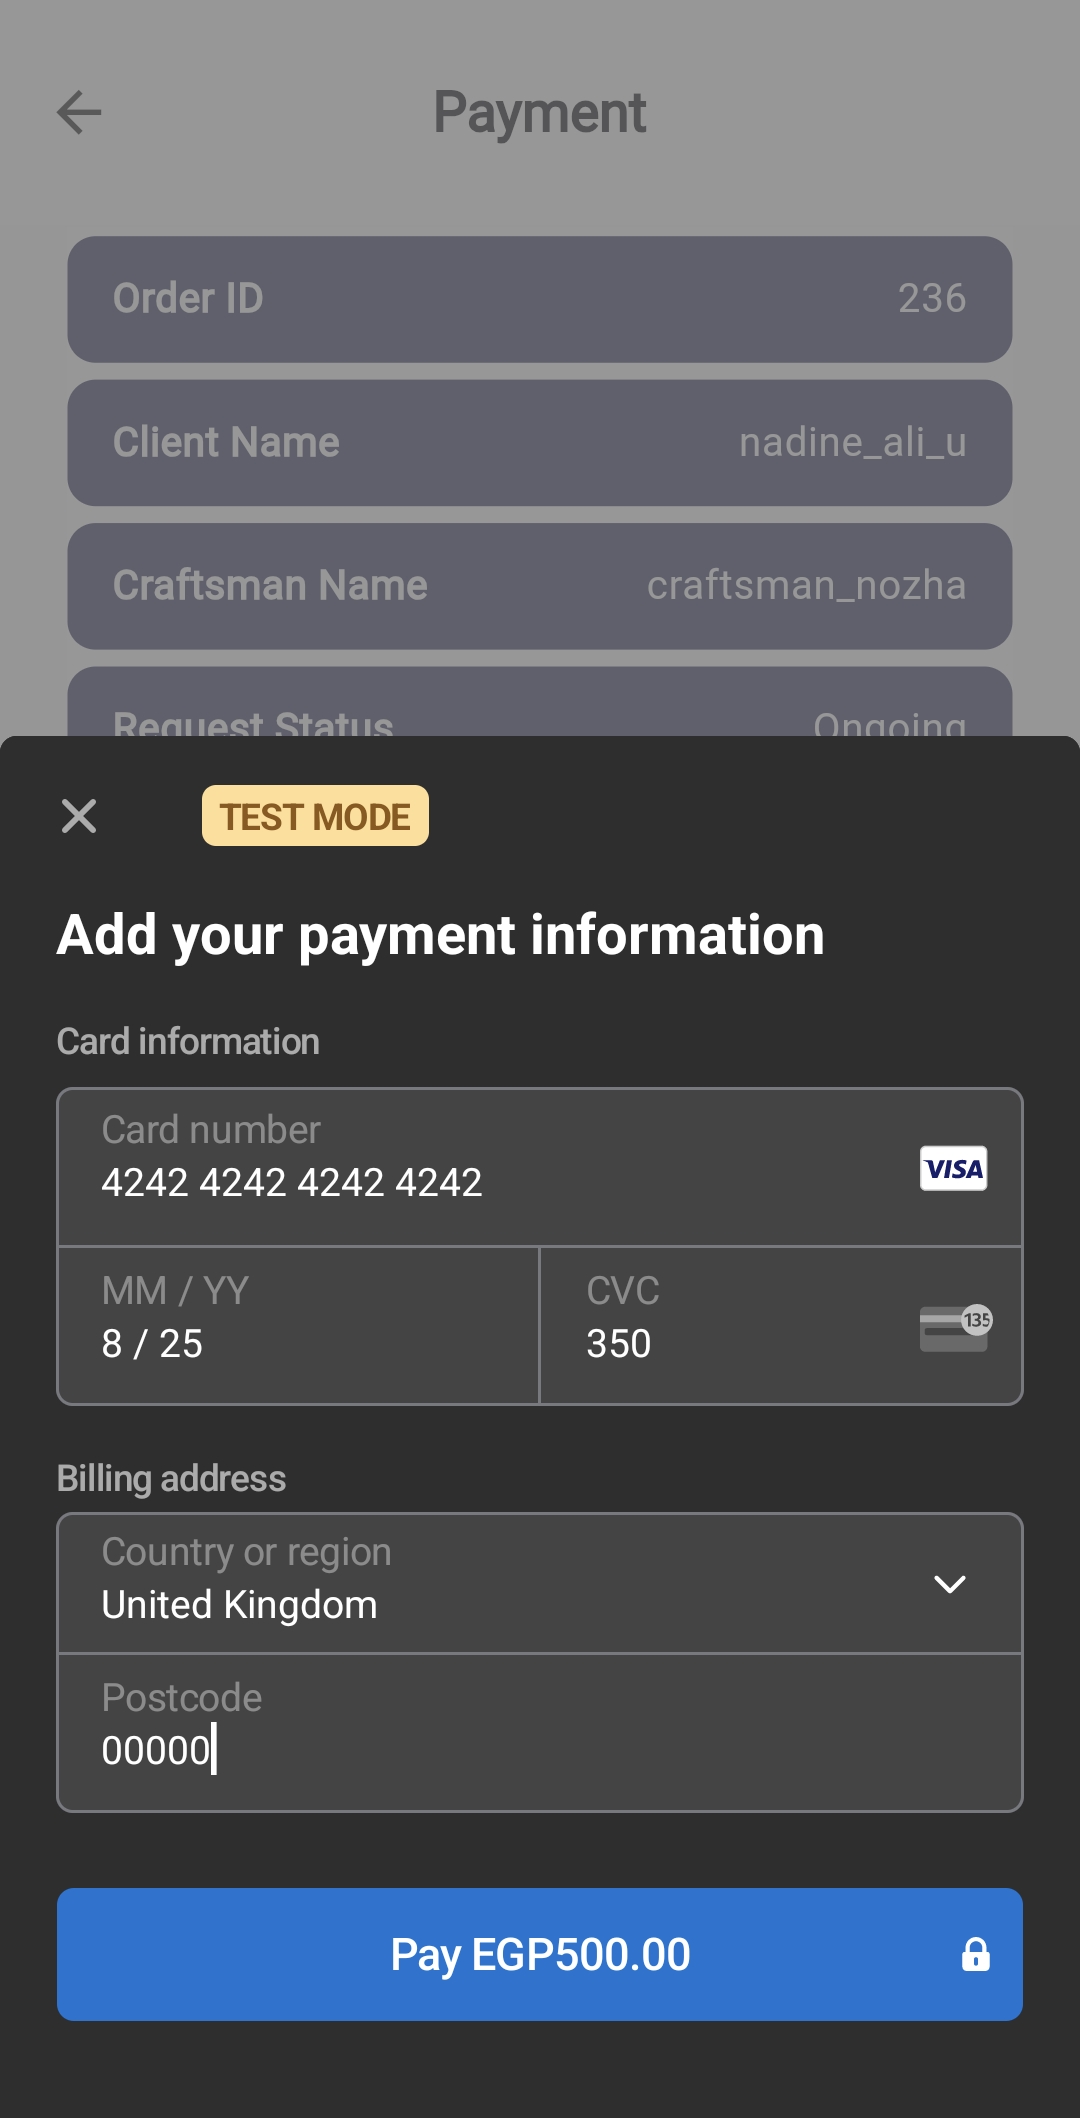 Payment
Order ID 236
Client Name nadine_ali_u
Craftsman Name craftsman_nozha
Request Status Ongoing
TEST MODE
Add your payment information
Card information
Card number
4242 4242 4242 4242
VISA
MM / YY CVC
8 / 25 350
135
Billing address
Country or region
United Kingdom
Postcode
00000
Pay EGP500.00